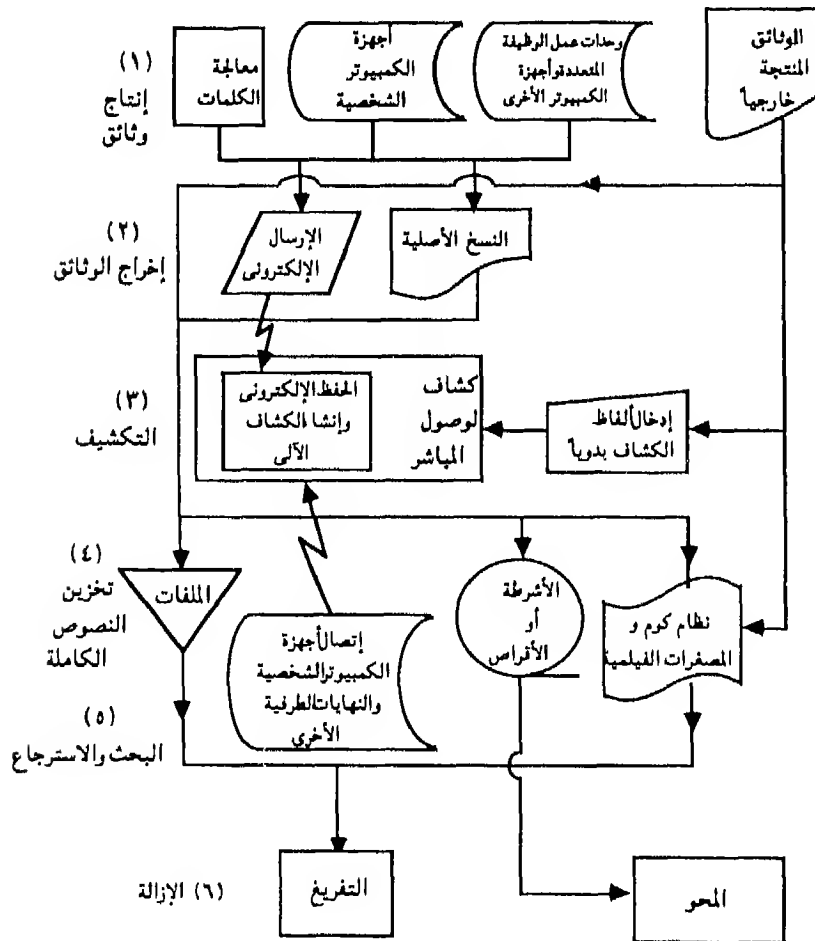 (١)
إنتاج
وثائق
معالجة
الكلمات
أجهزة
الكمبيوتر
الشخصية
وحدات عمل الوظيفة
المتعددة وأجهزة
الكمبيوتر الأخرى
الوثائق
المنتجة
خارجياً
(٢)
إخراج الوثائق
الإرسال
الإلكترونى
النسخ الأصلية
(٣)
التكشيف
الحفظ الإلكترونى
وإنشا الكشاف
الآلى
كشاف
لوصول
المباشر
إدخال ألفاظ
الكشاف بدوياً
(٤)
تخزين
النصوص
الكاملة
الملفات
الأشرطة
أو
الأقراص
نظام كوم و
المصغرات الفيلمية
إتصال أجهزة
الكمبيوتر الشخصية
والنهايات الطرفية
الأخرى
(٥)
البحث والاسترجاع
(٦) الإزالة
التفريغ
المحو